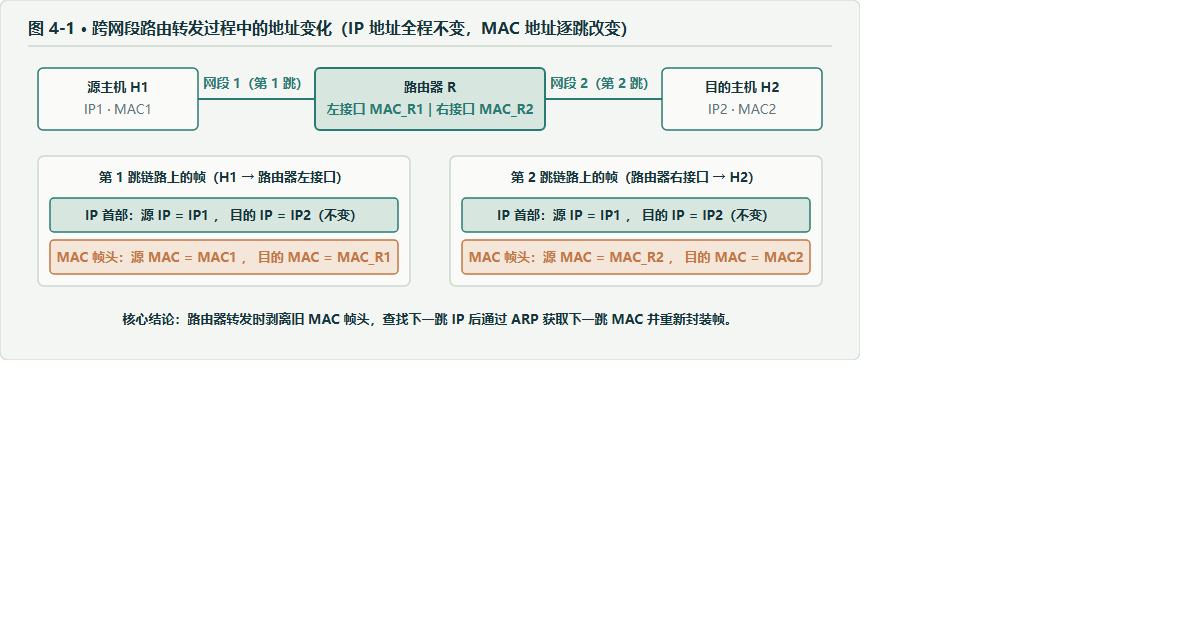 图 4-1 • 跨网段路由转发过程中的地址变化（IP 地址全程不变，MAC 地址逐跳改变）
源主机 H1
IP1 · MAC1
网段 1（第 1 跳）
路由器 R
左接口 MAC_R1 | 右接口 MAC_R2
网段 2（第 2 跳）
目的主机 H2
IP2 · MAC2
第 1 跳链路上的帧（H1 → 路由器左接口）
IP 首部：源 IP = IP1 ， 目的 IP = IP2（不变）
MAC 帧头：源 MAC = MAC1 ， 目的 MAC = MAC_R1
第 2 跳链路上的帧（路由器右接口 → H2）
IP 首部：源 IP = IP1 ， 目的 IP = IP2（不变）
MAC 帧头：源 MAC = MAC_R2 ， 目的 MAC = MAC2
核心结论：路由器转发时剥离旧 MAC 帧头，查找下一跳 IP 后通过 ARP 获取下一跳 MAC 并重新封装帧。